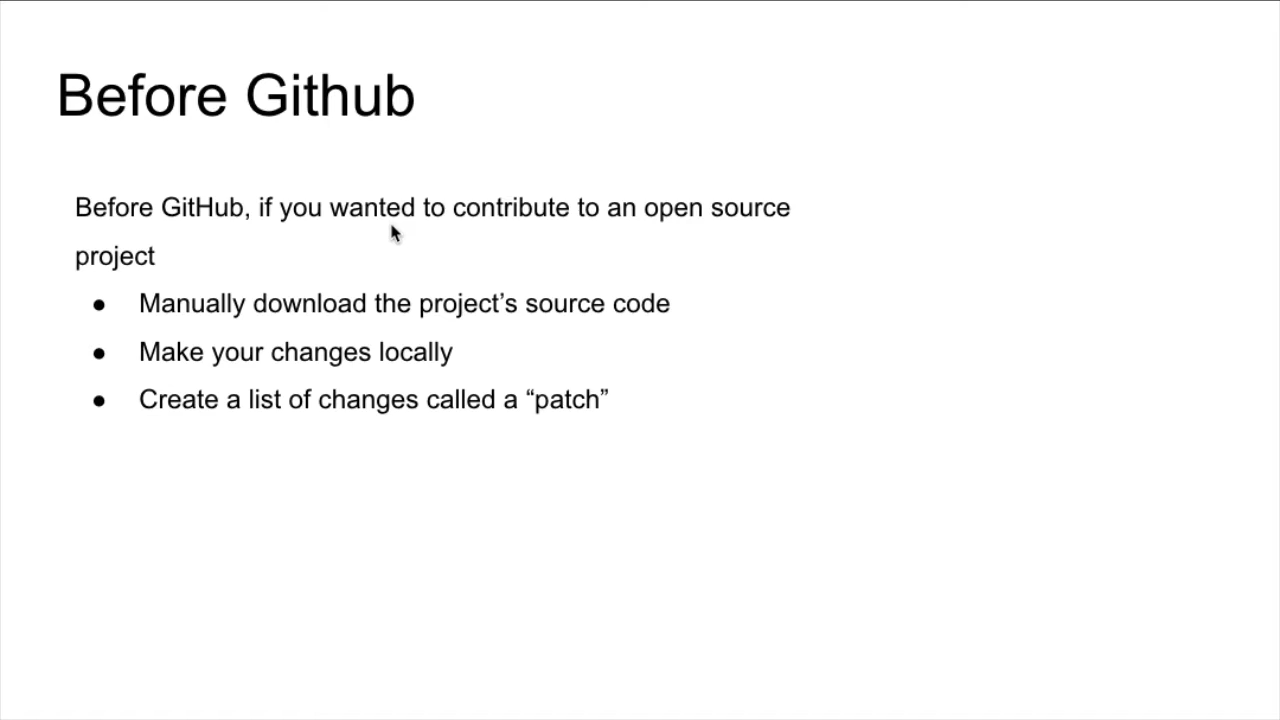 Before Github
Before GitHub, if you wanted to contribute to an open source
project
● Manually download the project’s source code
● Make your changes locally
● Create a list of changes called a “patch”